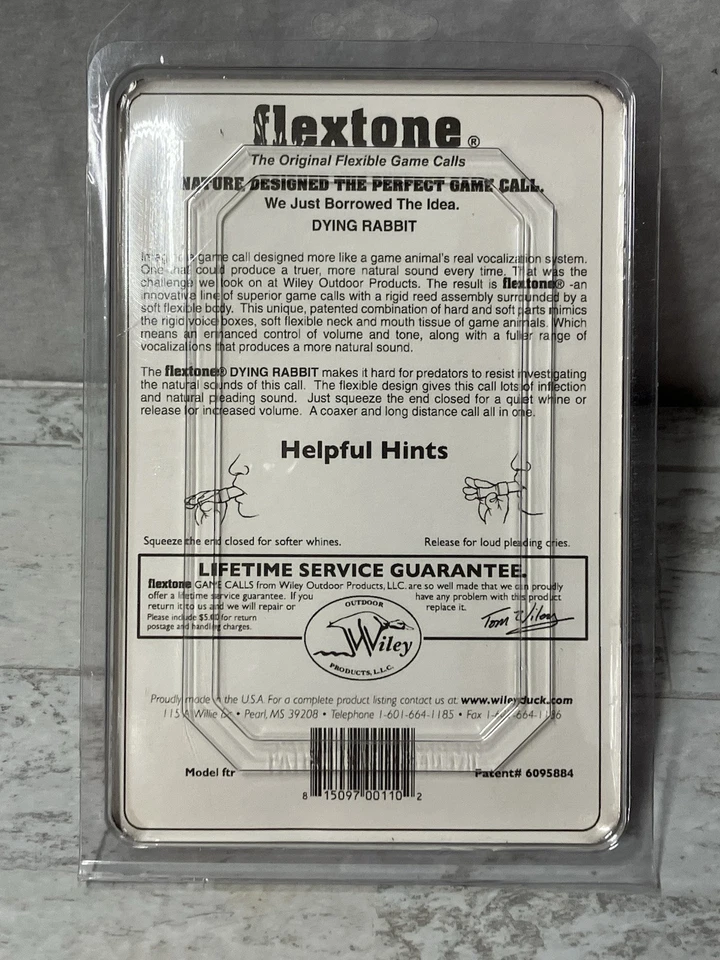 flextone®
The Original Flexible Game Calls
NATURE DESIGNED THE PERFECT GAME CALL.
We Just Borrowed The Idea.
DYING RABBIT
Imagine a game call designed more like a game animal's real vocalization system.
One that could produce a truer, more natural sound every time. That was the
challenge we look on at Wiley Outdoor Products. The result is flextone® -an
innovative line of superior game calls with a rigid reed assembly surrounded by a
soft flexible body. This unique, patented combination of hard and soft parts mimics
the rigid voice boxes, soft flexible neck and mouth tissue of game animals. Which
means an enhanced control of volume and tone, along with a fuller range of
vocalizations that produces a more natural sound.
The flextone® DYING RABBIT makes it hard for predators to resist investigating
the natural sounds of this call. The flexible design gives this call lots of inflection
and natural pleading sound. Just squeeze the end closed for a quiet whine or
release for increased volume. A coaxer and long distance call all in one.
Helpful Hints
Squeeze the end closed for softer whines.
Release for loud pleading cries.
LIFETIME SERVICE GUARANTEE.
flextone GAME CALLS from Wiley Outdoor Products, LLC. are so well made that we can proudly
offer a lifetime service guarantee. If you have any problem with this product
return it to us and we will repair or replace it.
Please include $5.00 for return
postage and handling charges.
Tom Wiley
OUTDOOR
Wiley
PRODUCTS, L.L.C.
Proudly made in the U.S.A. For a complete product listing contact us at: www.wileyduck.com
115 Willie Dr. • Pearl, MS 39208 • Telephone 1-601-664-1185 • Fax
Model ftr
Patent# 6095884
8 15097 00110 2